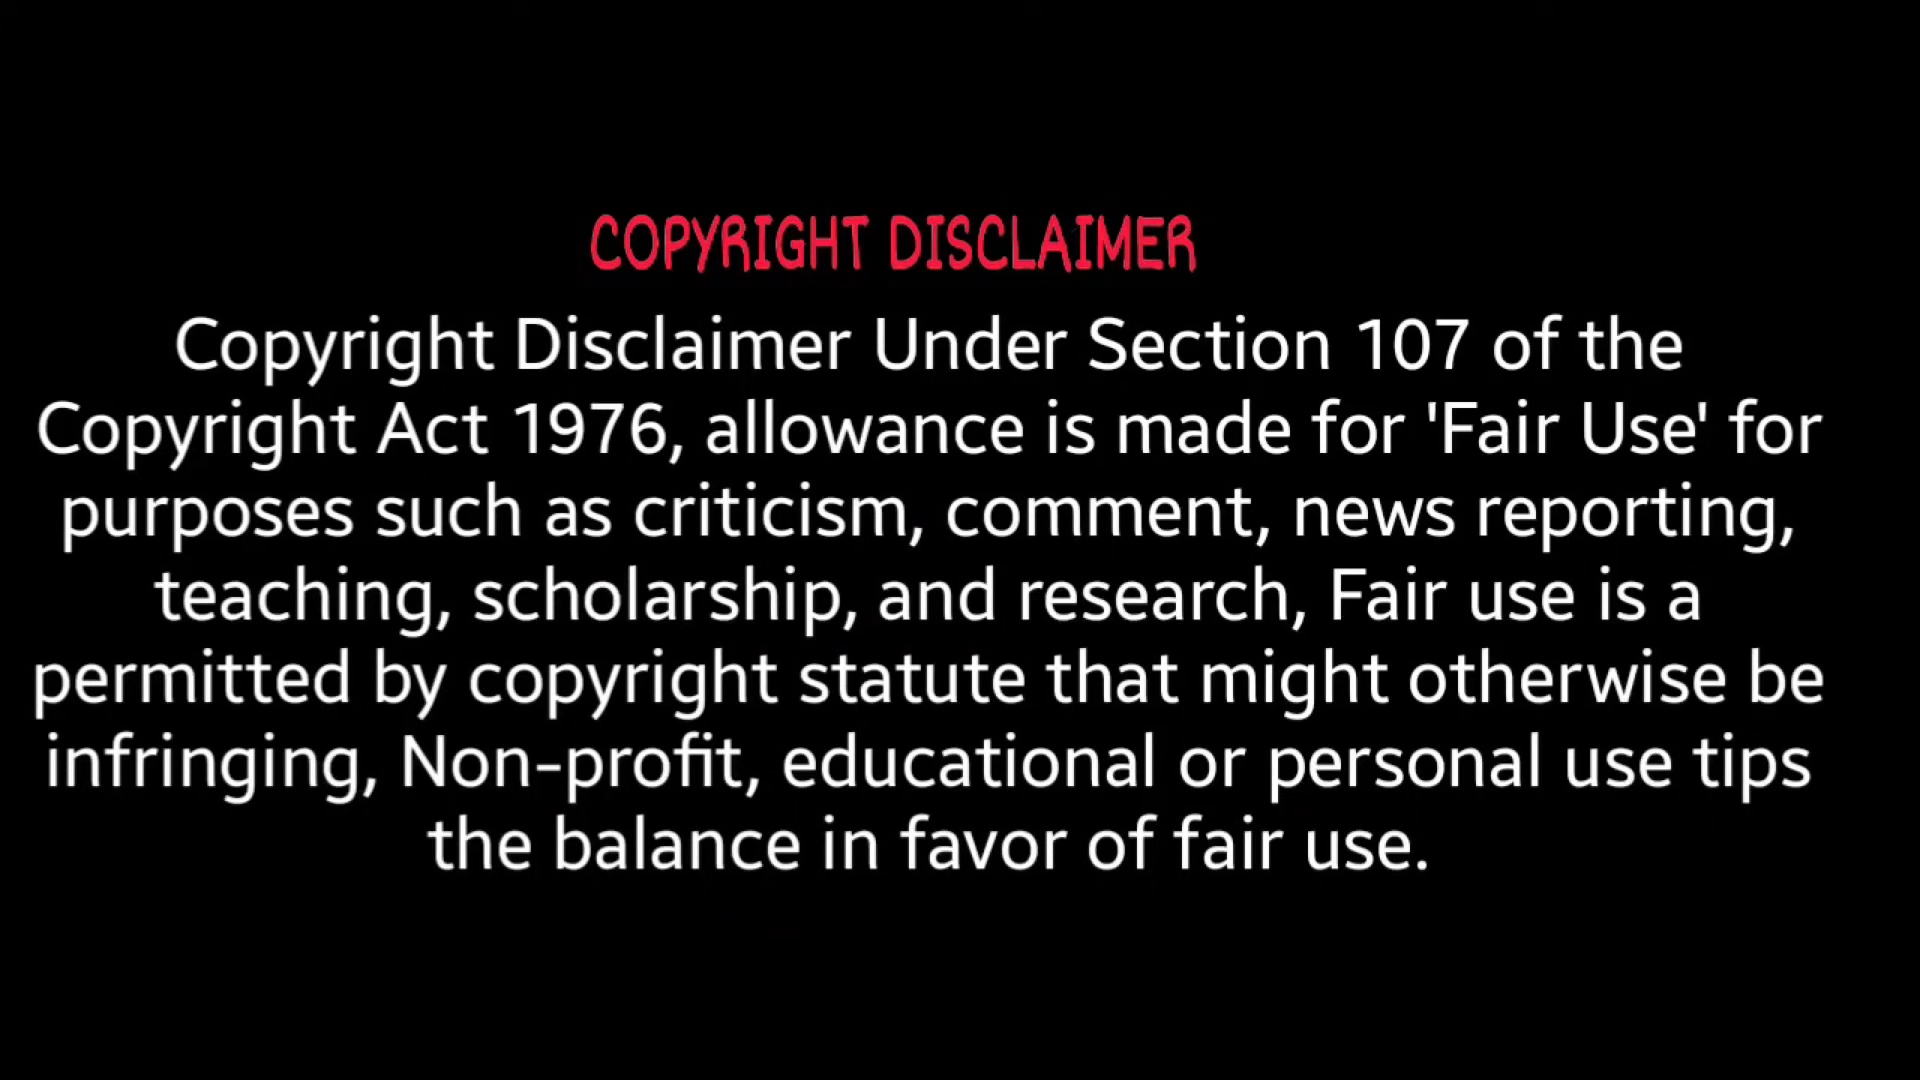 COPYRIGHT DISCLAIMER
Copyright Disclaimer Under Section 107 of the
Copyright Act 1976, allowance is made for 'Fair Use' for
purposes such as criticism, comment, news reporting,
teaching, scholarship, and research, Fair use is a
permitted by copyright statute that might otherwise be
infringing, Non-profit, educational or personal use tips
the balance in favor of fair use.